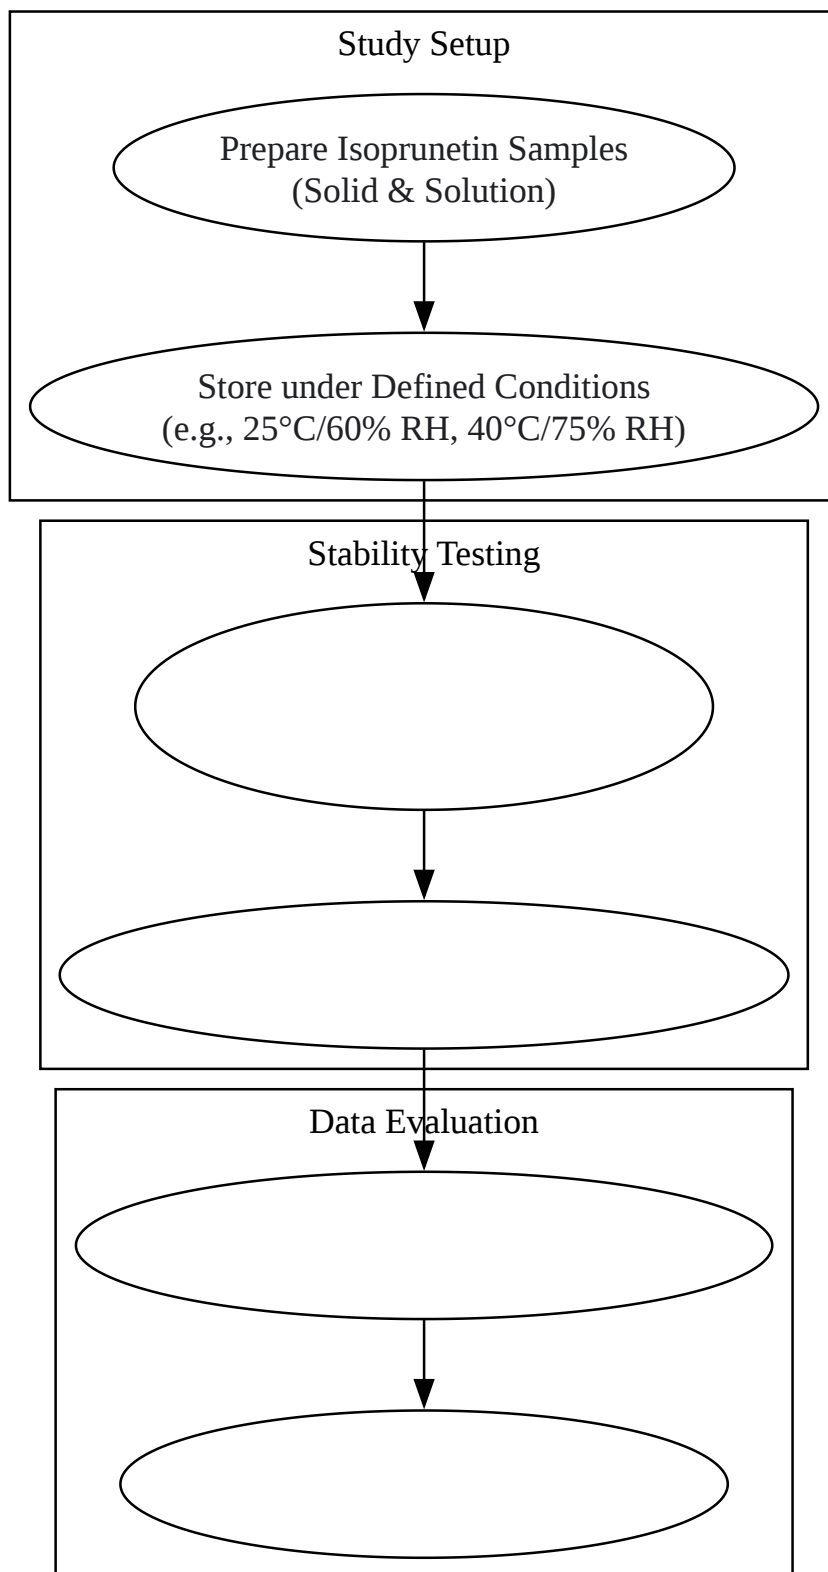 Study Setup
Prepare Isoprunetin Samples
(Solid & Solution)
Store under Defined Conditions
(e.g., 25°C/60% RH, 40°C/75% RH)
Stability Testing
Data Evaluation